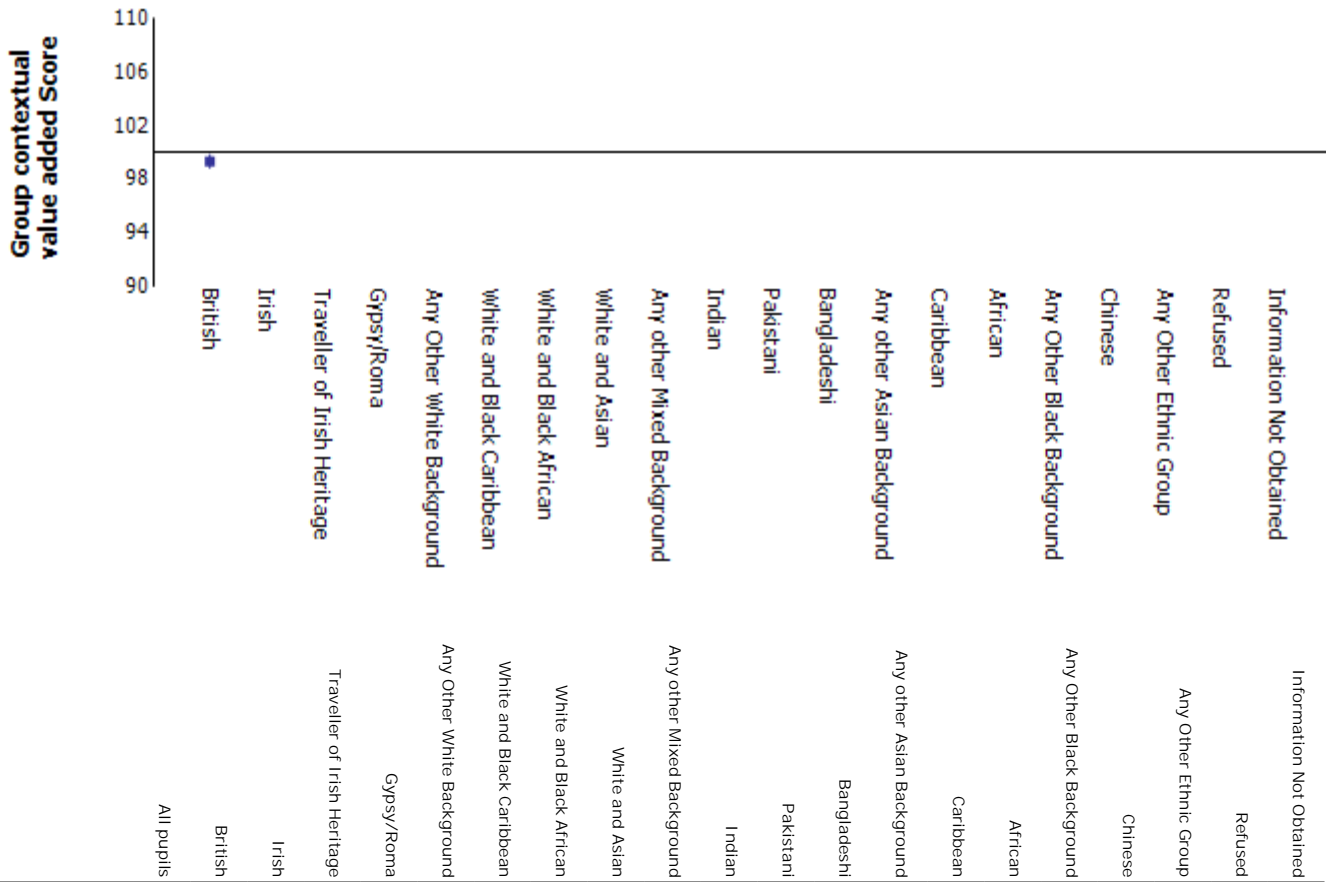 Group contextual
value added Score
110
106
102
98
94
90
British
Irish
Traveller of Irish Heritage
Gypsy/Roma
Any Other White Background
White and Black Caribbean
White and Black African
White and Asian
Any other Mixed Background
Indian
Pakistani
Bangladeshi
Any other Asian Background
Caribbean
African
Any Other Black Background
Chinese
Any Other Ethnic Group
Refused
Information Not Obtained
All pupils
British
Irish
Traveller of Irish Heritage
Gypsy/Roma
Any Other White Background
White and Black Caribbean
White and Black African
White and Asian
Any other Mixed Background
Indian
Pakistani
Bangladeshi
Any other Asian Background
Caribbean
African
Any Other Black Background
Chinese
Any Other Ethnic Group
Refused
Information Not Obtained